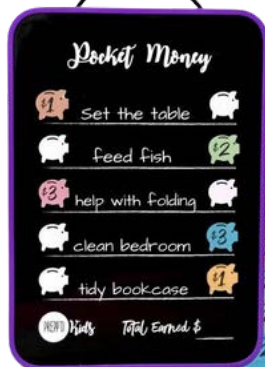 Pocket Money
$1 Set the table
feed fish $2
$3 help with folding
clean bedroom $3
tidy bookcase $1
Kids Total Earned $